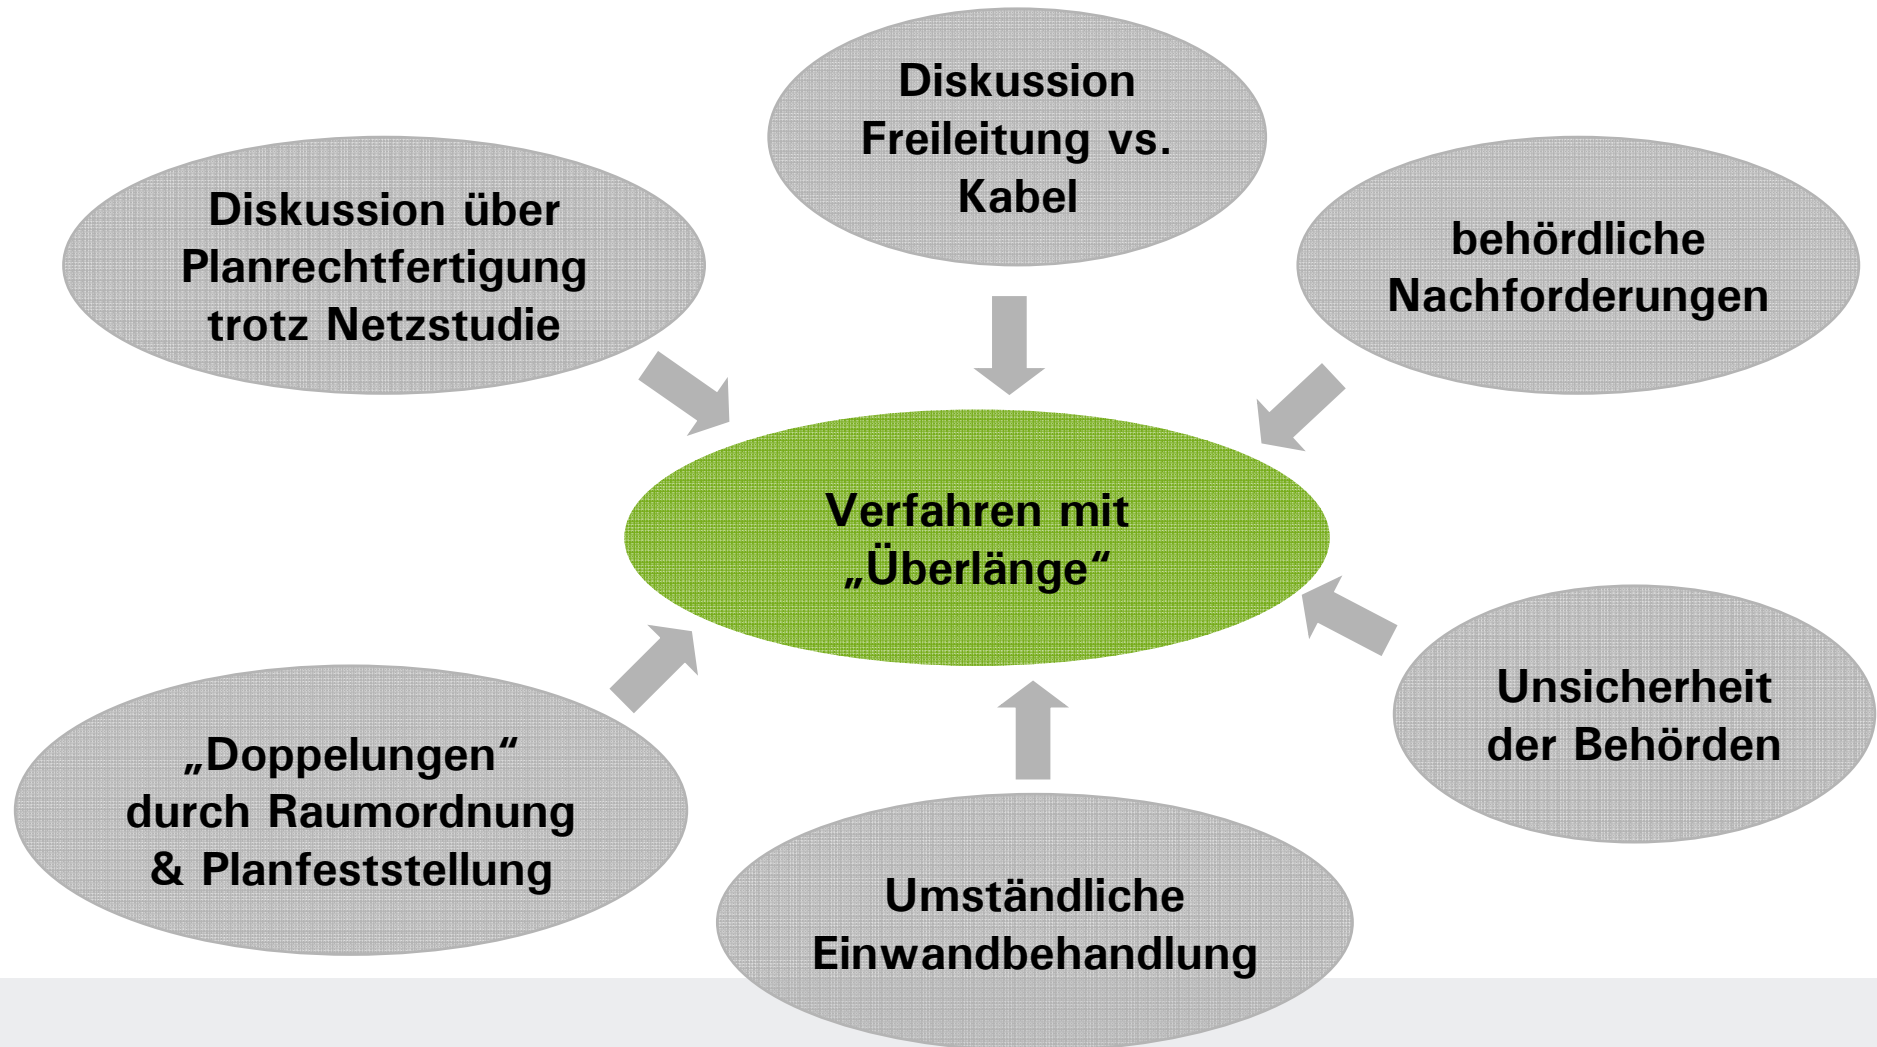 Diskussion
Freileitung vs.
Kabel
Diskussion über
Planrechtfertigung
trotz Netzstudie
behördliche
Nachforderungen
Verfahren mit
„Überlänge“
Unsicherheit
der Behörden
„Doppelungen“
durch Raumordnung
& Planfeststellung
Umständliche
Einwandbehandlung